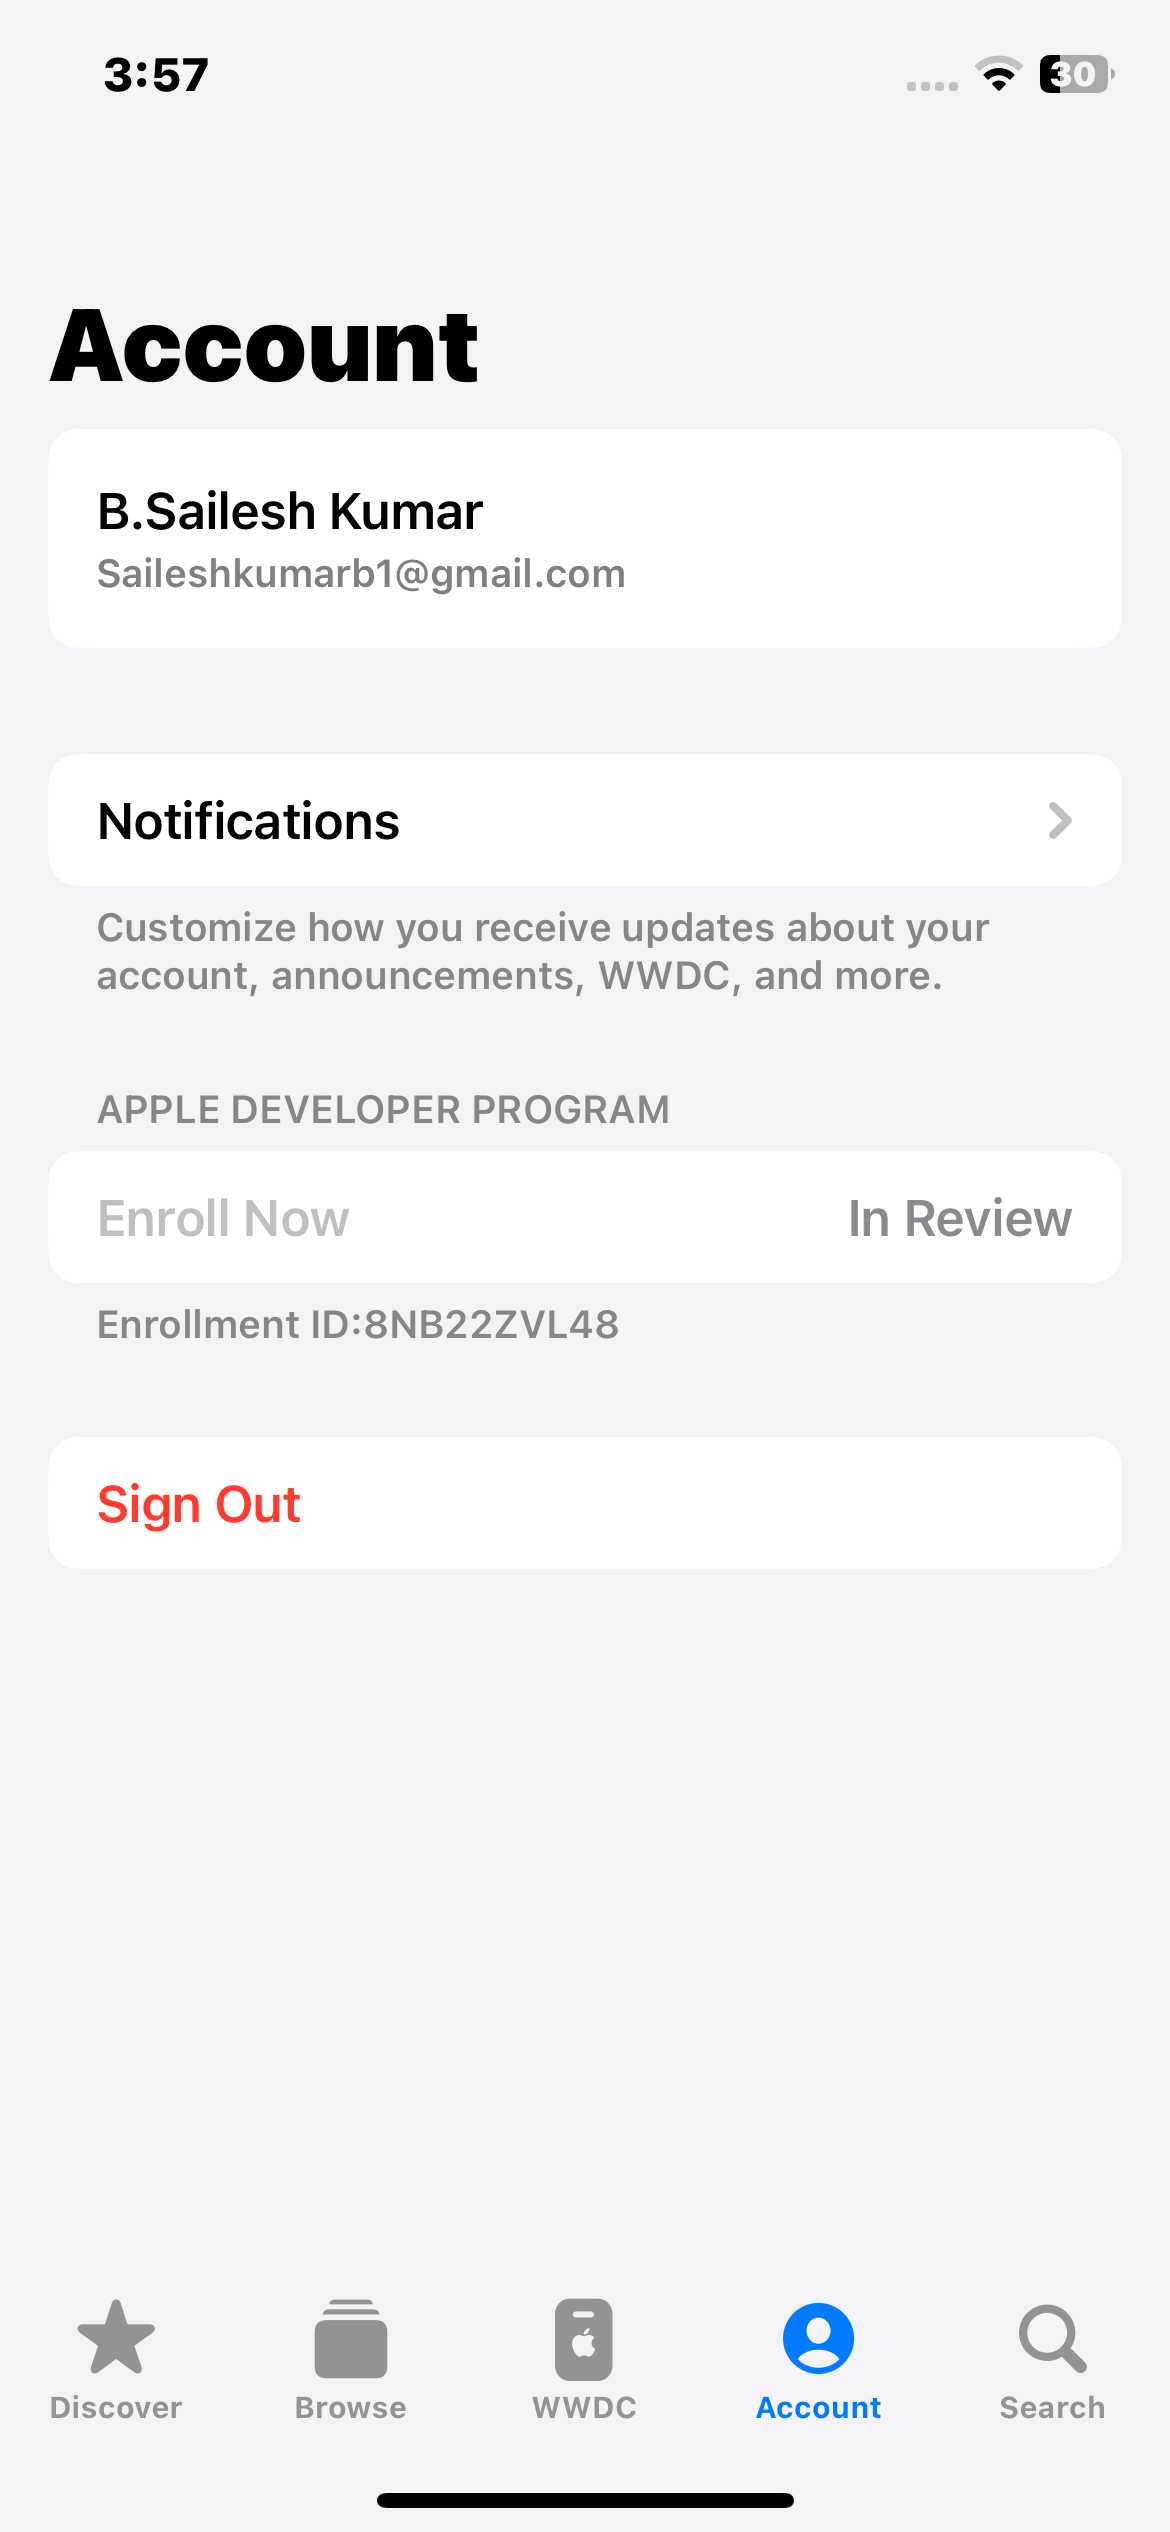 3:57
30
Account
B.Sailesh Kumar
Saileshkumarb1@gmail.com
Notifications
Customize how you receive updates about your
account, announcements, WWDC, and more.
APPLE DEVELOPER PROGRAM
Enroll Now In Review
Enrollment ID:8NB22ZVL48
Sign Out
Discover Browse WWDC Account Search